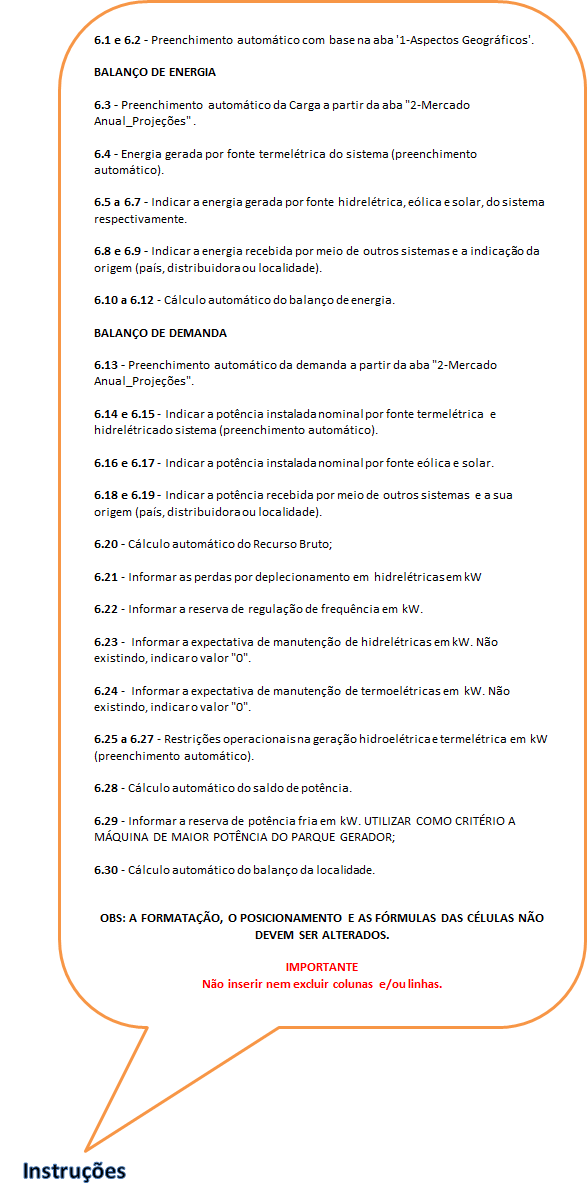 6.1 e 6.2 - Preenchimento automático com base na aba '1-Aspectos Geográficos'.
BALANÇO DE ENERGIA
6.3 - Preenchimento automático da Carga a partir da aba "2-Mercado
Anual_Projeções" .
6.4 - Energia gerada por fonte termelétrica do sistema (preenchimento
automático).
6.5 a 6.7 - Indicar a energia gerada por fonte hidrelétrica, eólica e solar, do sistema
respectivamente.
6.8 e 6.9 - Indicar a energia recebida por meio de outros sistemas e a indicação da
origem (país, distribuidora ou localidade).
6.10 a 6.12 - Cálculo automático do balanço de energia.
BALANÇO DE DEMANDA
6.13 - Preenchimento automático da demanda a partir da aba "2-Mercado
Anual_Projeções".
6.14 e 6.15 - Indicar a potência instalada nominal por fonte termelétrica e
hidrelétrica do sistema (preenchimento automático).
6.16 e 6.17 - Indicar a potência instalada nominal por fonte eólica e solar.
6.18 e 6.19 - Indicar a potência recebida por meio de outros sistemas e a sua
origem (país, distribuidora ou localidade).
6.20 - Cálculo automático do Recurso Bruto;
6.21 - Informar as perdas por deplecionamento em hidrelétricas em kW
6.22 - Informar a reserva de regulação de frequência em kW.
6.23 - Informar a expectativa de manutenção de hidrelétricas em kW. Não
existindo, indicar o valor "0".
6.24 - Informar a expectativa de manutenção de termoelétricas em kW. Não
existindo, indicar o valor "0".
6.25 a 6.27 - Restrições operacionais na geração hidroelétrica e termelétrica em kW
(preenchimento automático).
6.28 - Cálculo automático do saldo de potência.
6.29 - Informar a reserva de potência fria em kW. UTILIZAR COMO CRITÉRIO A
MÁQUINA DE MAIOR POTÊNCIA DO PARQUE GERADOR;
6.30 - Cálculo automático do balanço da localidade.
OBS: A FORMATAÇÃO, O POSICIONAMENTO E AS FÓRMULAS DAS CÉLULAS NÃO
DEVEM SER ALTERADOS.
IMPORTANTE
Não inserir nem excluir colunas e/ou linhas.
Instruções